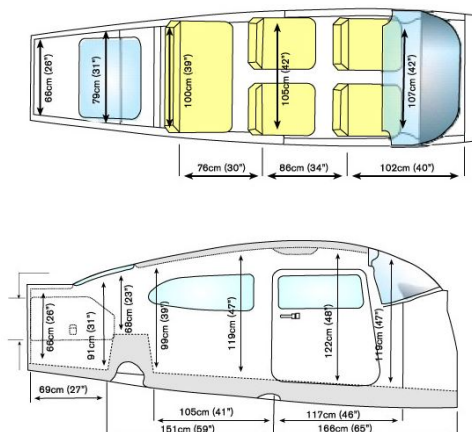 66cm (26")
79cm (31")
100cm (39")
105cm (42")
107cm (42")
76cm (30")
86cm (34")
102cm (40")
66cm (26")
91cm (31")
68cm (23")
99cm (39")
119cm (47")
122cm (48")
119cm (47")
69cm (27")
105cm (41")
117cm (46")
151cm (59")
166cm (65")